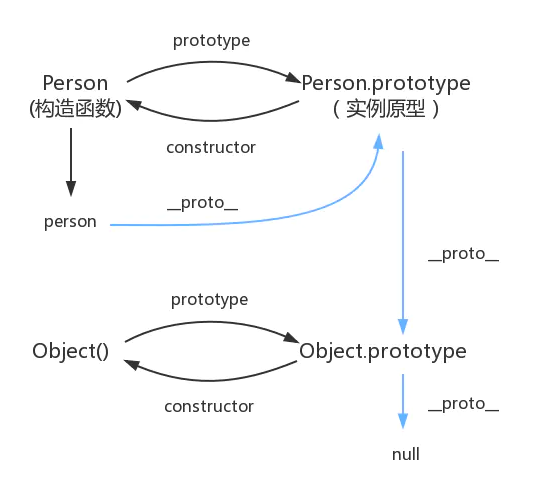 prototype
Person
Person.prototype
(构造函数)
( 实例原型 )
constructor
__proto__
person
__proto__
prototype
Object()
Object.prototype
constructor
__proto__
null